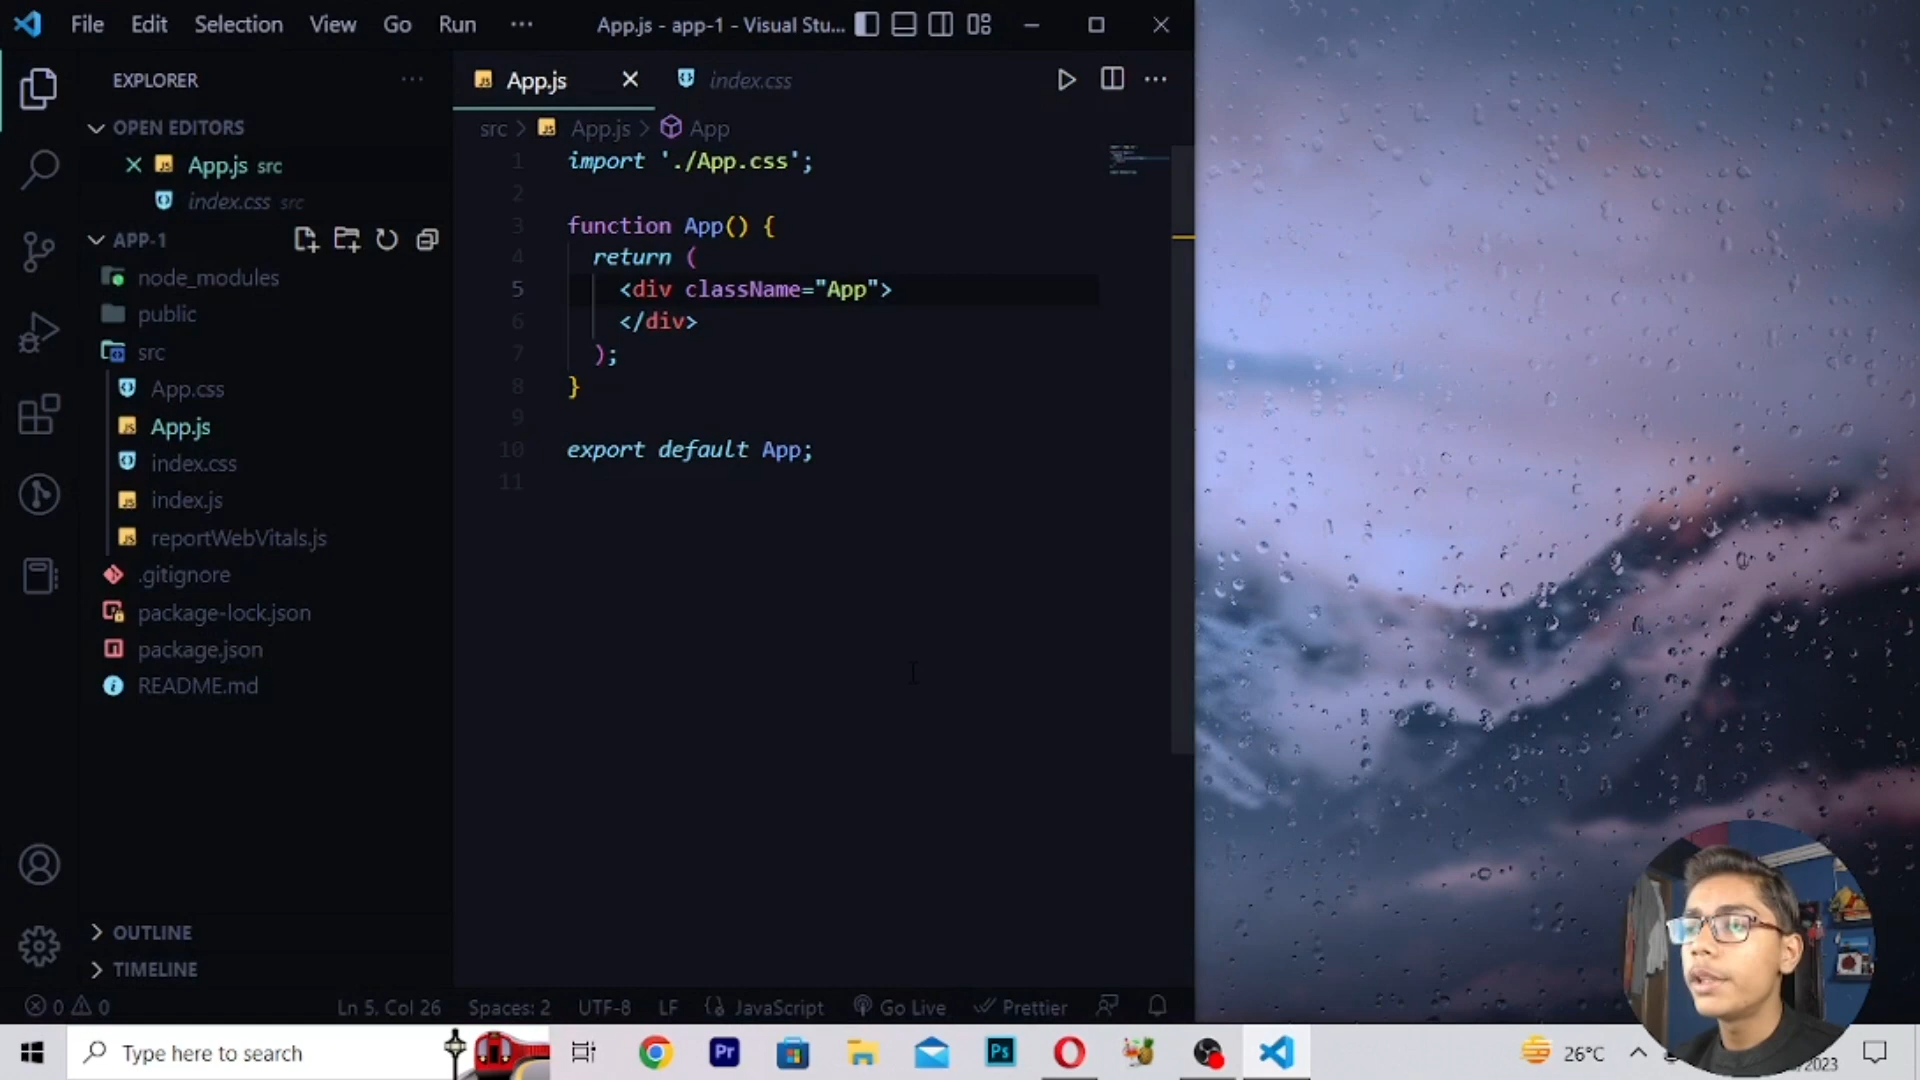 File Edit Selection View Go Run ··· App.js - app-1 - Visual Stu...
EXPLORER ···
OPEN EDITORS
App.js src
index.css src
APP-1
node_modules
public
src
App.css
App.js
index.css
index.js
reportWebVitals.js
.gitignore
package-lock.json
package.json
README.md
OUTLINE
TIMELINE
App.js index.css
src > App.js > App
1 import './App.css';
2
3 function App() {
4 return (
5 <div className="App">
6 </div>
7 );
8 }
9
10 export default App;
11
0 0 Ln 5, Col 26 Spaces: 2 UTF-8 LF {} JavaScript Go Live Prettier
Type here to search Pr Ps 26°C
/2023